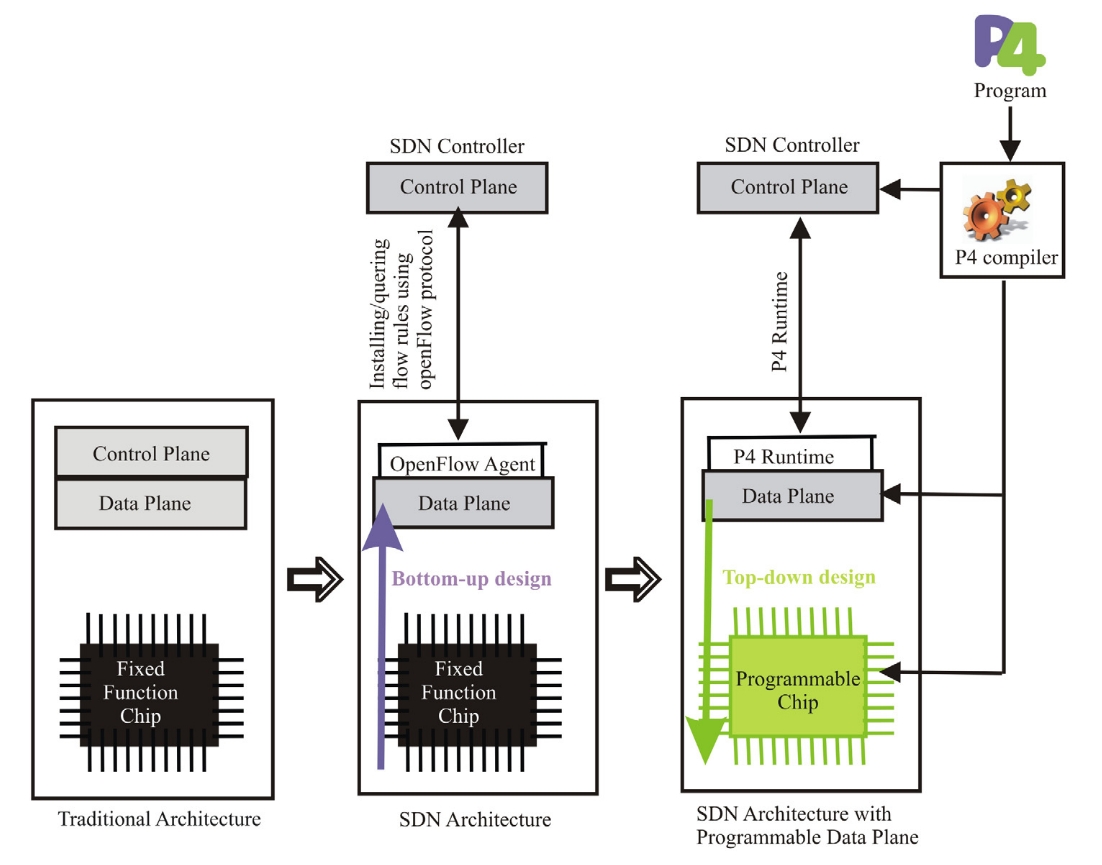 P4
Program
SDN Controller
Control Plane
Installing/quering
flow rules using
openFlow protocol
SDN Controller
Control Plane
P4 Runtime
P4 compiler
Control Plane
Data Plane
Fixed
Function
Chip
Traditional Architecture
OpenFlow Agent
Data Plane
Bottom-up design
Fixed
Function
Chip
SDN Architecture
P4 Runtime
Data Plane
Top-down design
Programmable
Chip
SDN Architecture with
Programmable Data Plane